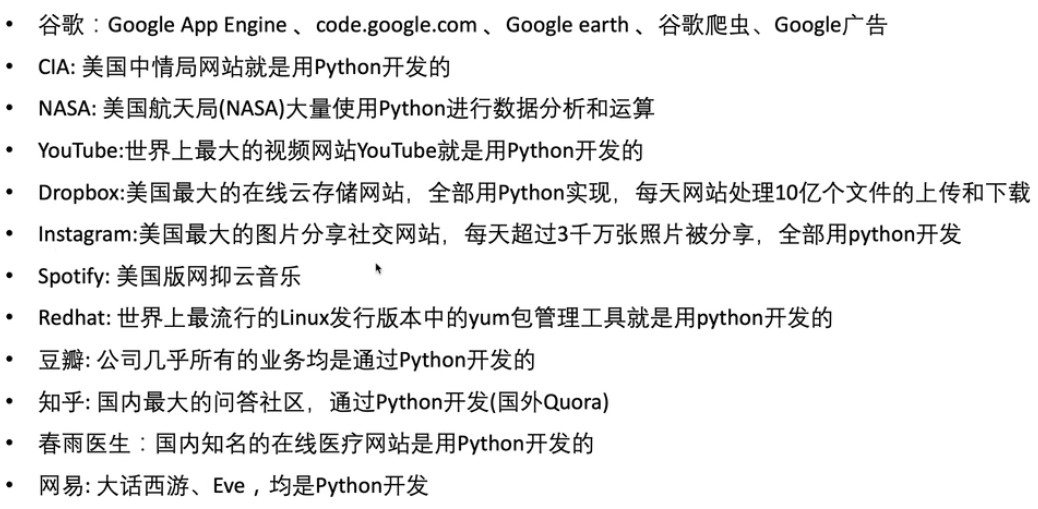 • 谷歌：Google App Engine 、code.google.com 、Google earth 、谷歌爬虫、Google广告
• CIA: 美国中情局网站就是用Python开发的
• NASA: 美国航天局(NASA)大量使用Python进行数据分析和运算
• YouTube:世界上最大的视频网站YouTube就是用Python开发的
• Dropbox:美国最大的在线云存储网站，全部用Python实现，每天网站处理10亿个文件的上传和下载
• Instagram:美国最大的图片分享社交网站，每天超过3千万张照片被分享，全部用python开发
• Spotify: 美国版网抑云音乐
• Redhat: 世界上最流行的Linux发行版本中的yum包管理工具就是用python开发的
• 豆瓣: 公司几乎所有的业务均是通过Python开发的
• 知乎: 国内最大的问答社区，通过Python开发(国外Quora)
• 春雨医生：国内知名的在线医疗网站是用Python开发的
• 网易: 大话西游、Eve，均是Python开发